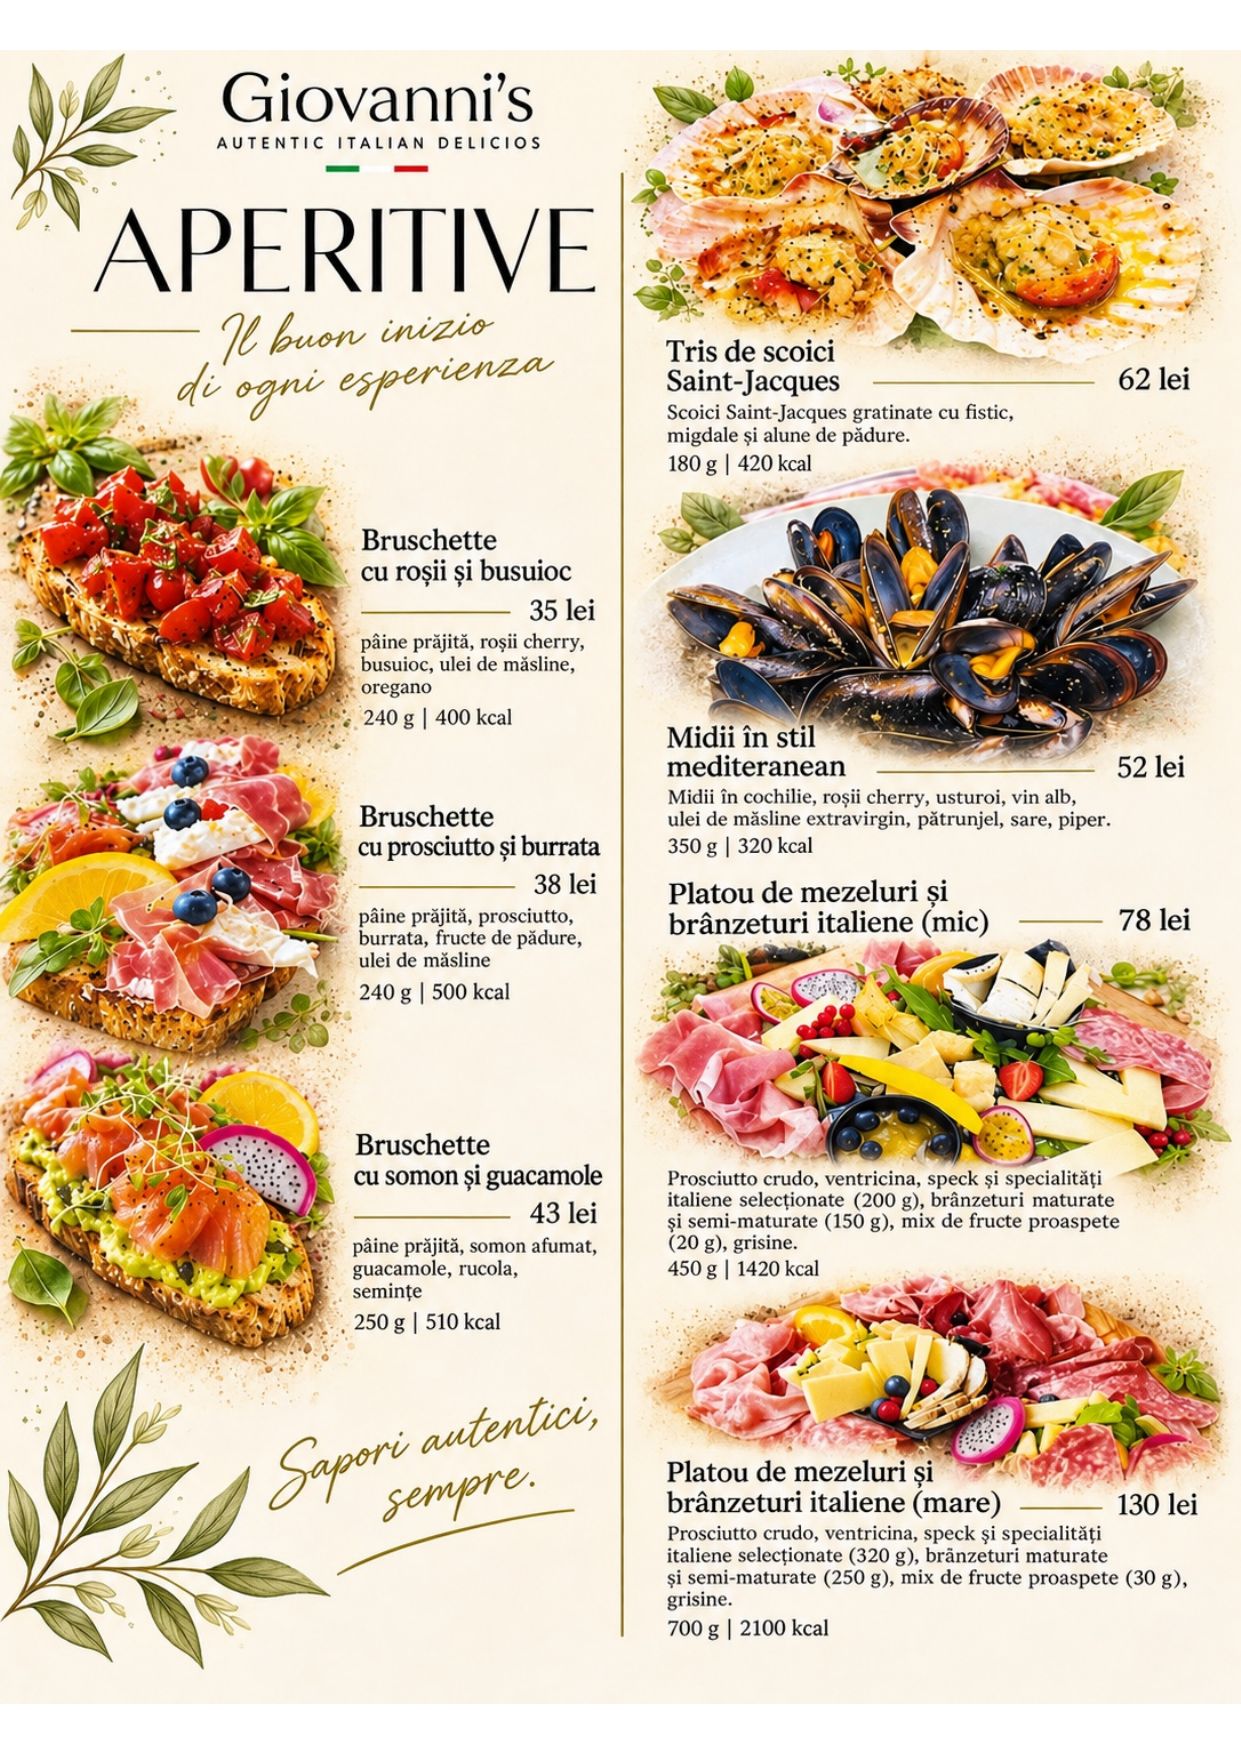 Giovanni's
AUTENTIC ITALIAN DELICIOS
APERITIVE
Il buon inizio
di ogni esperienza
Bruschette
cu roșii și busuioc
35 lei
pâine prăjită, roșii cherry,
busuioc, ulei de măsline,
oregano
240 g | 400 kcal
Bruschette
cu prosciutto și burrata
38 lei
pâine prăjită, prosciutto,
burrata, fructe de pădure,
ulei de măsline
240 g | 500 kcal
Bruschette
cu somon și guacamole
43 lei
pâine prăjită, somon afumat,
guacamole, rucola,
semințe
250 g | 510 kcal
Sapori autentici,
sempre.
Tris de scoici
Saint-Jacques 62 lei
Scoici Saint-Jacques gratinate cu fistic,
migdale și alune de pădure.
180 g | 420 kcal
Midii în stil
mediteranean 52 lei
Midii în cochilie, roșii cherry, usturoi, vin alb,
ulei de măsline extravirgin, pătrunjel, sare, piper.
350 g | 320 kcal
Platou de mezeluri și
brânzeturi italiene (mic) 78 lei
Prosciutto crudo, ventricina, speck și specialități
italiene selecționate (200 g), brânzeturi maturate
și semi-maturate (150 g), mix de fructe proaspete
(20 g), grisine.
450 g | 1420 kcal
Platou de mezeluri și
brânzeturi italiene (mare) 130 lei
Prosciutto crudo, ventricina, speck și specialități
italiene selecționate (320 g), brânzeturi maturate
și semi-maturate (250 g), mix de fructe proaspete (30 g),
grisine.
700 g | 2100 kcal